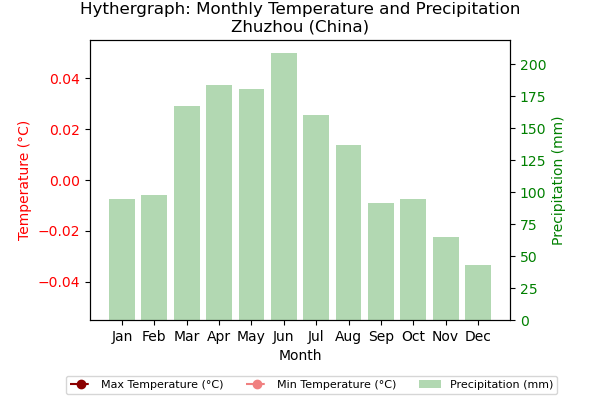 Hythergraph: Monthly Temperature and Precipitation
Zhuzhou (China)
0.04
0.02
0.00
−0.02
−0.04
Temperature (°C)
200
175
150
125
100
75
50
25
0
Precipitation (mm)
Jan Feb Mar Apr May Jun Jul Aug Sep Oct Nov Dec
Month
Max Temperature (°C) Min Temperature (°C) Precipitation (mm)